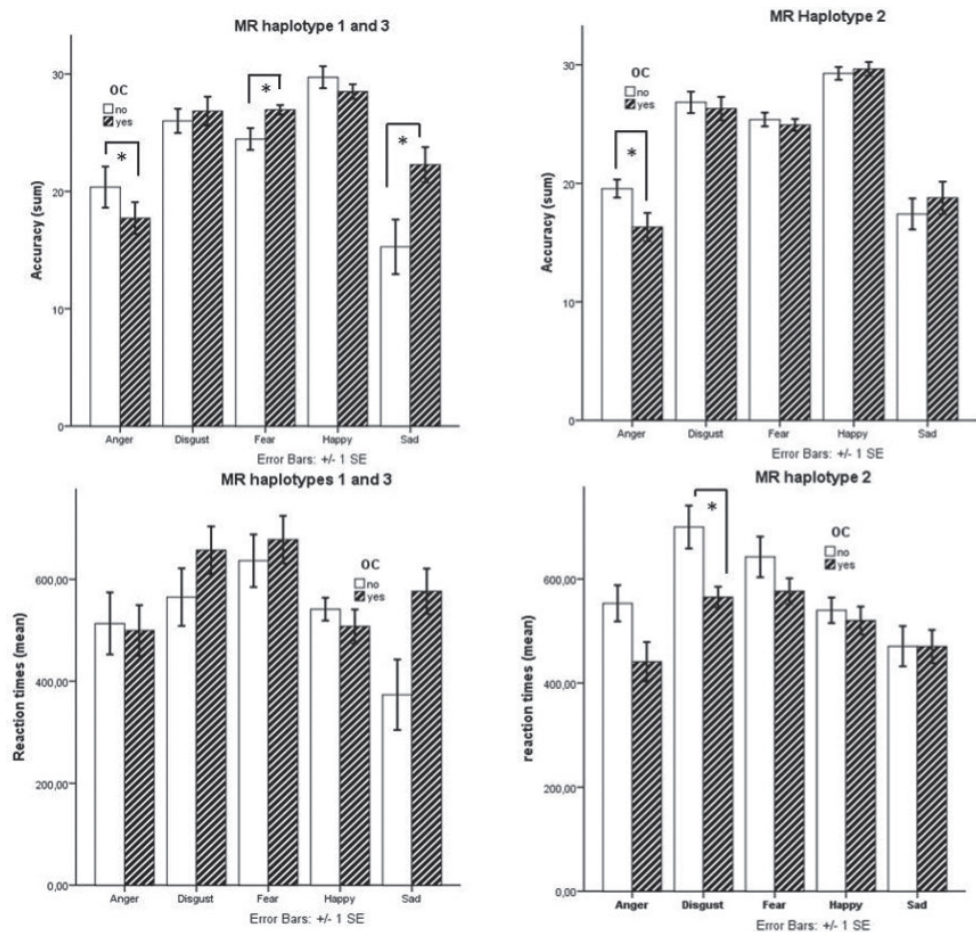 MR haplotype 1 and 3
Accuracy (sum)
30
20
10
0
OC
no
yes
*
*
*
Anger Disgust Fear Happy Sad
Error Bars: +/- 1 SE
MR Haplotype 2
Accuracy (sum)
30
20
10
0
OC
no
yes
*
Anger Disgust Fear Happy Sad
Error Bars: +/- 1 SE
MR haplotypes 1 and 3
Reaction times (mean)
600,00
400,00
200,00
0,00
OC
no
yes
Anger Disgust Fear Happy Sad
Error Bars: +/- 1 SE
MR haplotype 2
reaction times (mean)
600,00
400,00
200,00
0,00
*
OC
no
yes
Anger Disgust Fear Happy Sad
Error Bars: +/- 1 SE